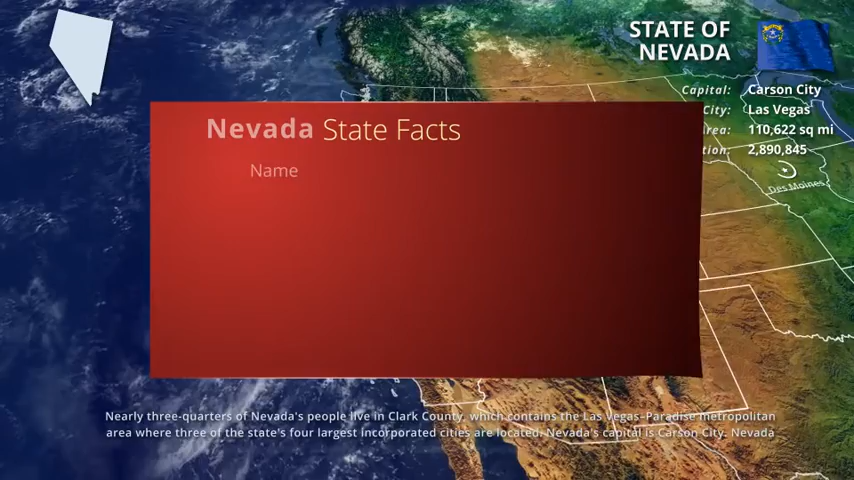 STATE OF
NEVADA
Capital: Carson City
City: Las Vegas
rea: 110,622 sq mi
tion: 2,890,845
Des Moines
Nevada State Facts
Name
Nearly three-quarters of Nevada's people live in Clark County, which contains the Las Vegas–Paradise metropolitan
area where three of the state's four largest incorporated cities are located. Nevada's capital is Carson City. Nevada